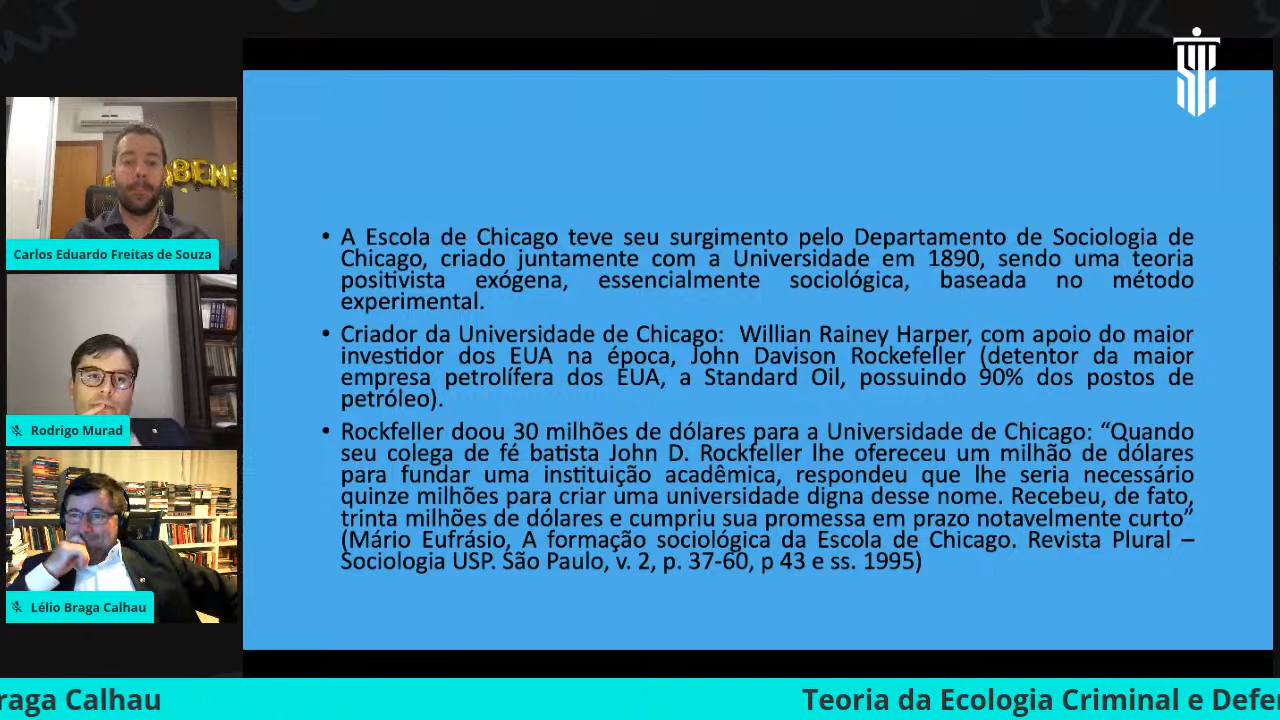 BEN
Carlos Eduardo Freitas de Souza
Rodrigo Murad
Lélio Braga Calhau
• A Escola de Chicago teve seu surgimento pelo Departamento de Sociologia de
Chicago, criado juntamente com a Universidade em 1890, sendo uma teoria
positivista exógena, essencialmente sociológica, baseada no método
experimental.
• Criador da Universidade de Chicago: Willian Rainey Harper, com apoio do maior
investidor dos EUA na época, John Davison Rockefeller (detentor da maior
empresa petrolífera dos EUA, a Standard Oil, possuindo 90% dos postos de
petróleo).
• Rockfeller doou 30 milhões de dólares para a Universidade de Chicago: “Quando
seu colega de fé batista John D. Rockfeller lhe ofereceu um milhão de dólares
para fundar uma instituição acadêmica, respondeu que lhe seria necessário
quinze milhões para criar uma universidade digna desse nome. Recebeu, de fato,
trinta milhões de dólares e cumpriu sua promessa em prazo notavelmente curto”
(Mário Eufrásio, A formação sociológica da Escola de Chicago. Revista Plural –
Sociologia USP. São Paulo, v. 2, p. 37-60, p 43 e ss. 1995)
raga Calhau
Teoria da Ecologia Criminal e Defe